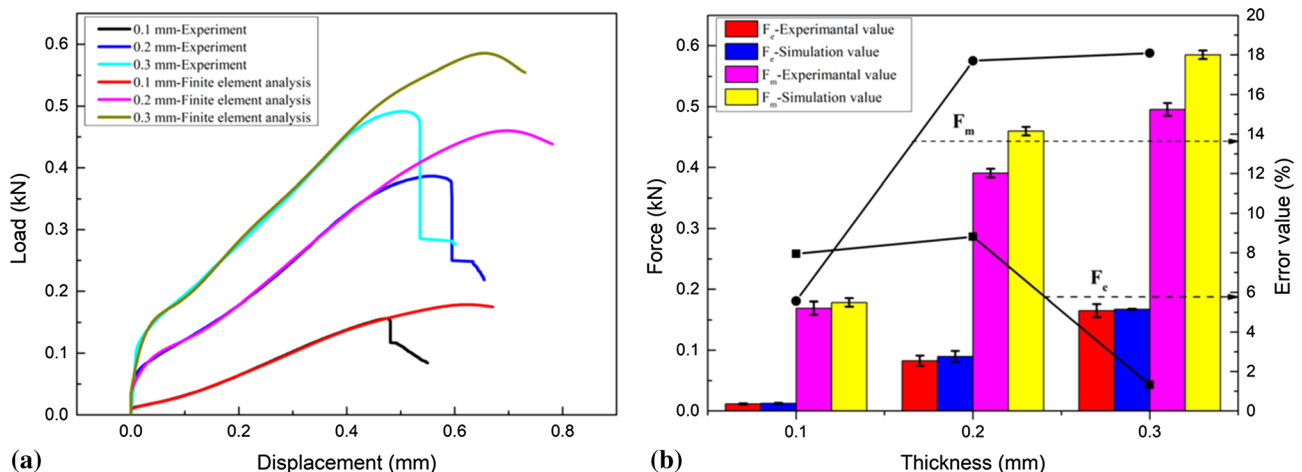 0.1 mm-Experiment
0.2 mm-Experiment
0.3 mm-Experiment
0.1 mm-Finite element analysis
0.2 mm-Finite element analysis
0.3 mm-Finite element analysis
Load (kN)
0.6
0.5
0.4
0.3
0.2
0.1
0.0
0.0 0.2 0.4 0.6 0.8
Displacement (mm)
(a)
Fe-Experimantal value
Fe-Simulation value
Fm-Experimantal value
Fm-Simulation value
Force (kN)
0.6
0.5
0.4
0.3
0.2
0.1
0.0
Fm
Fe
20
18
16
14
12
10
8
6
4
2
0
Error value (%)
0.1 0.2 0.3
Thickness (mm)
(b)